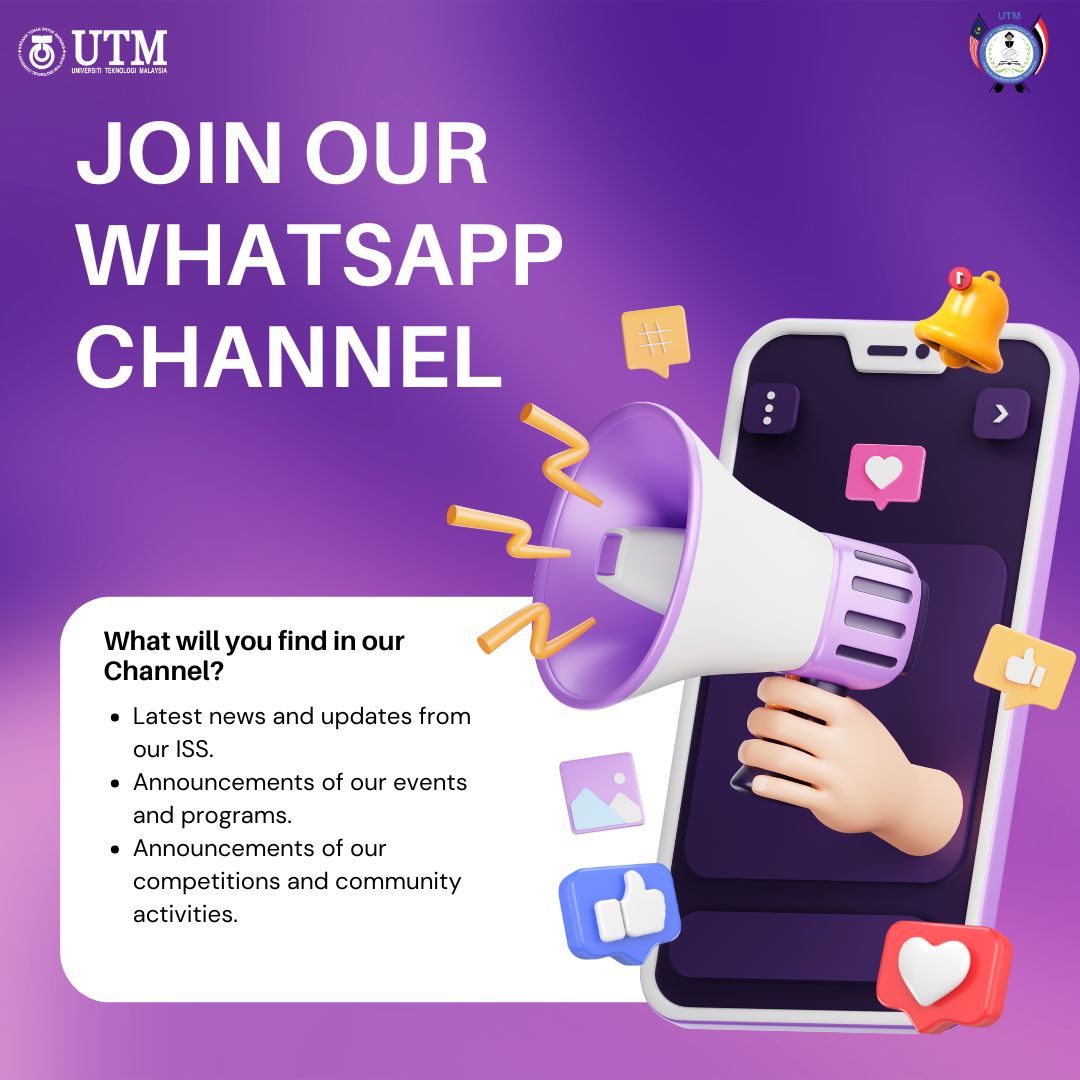 UTM
UNIVERSITI TEKNOLOGI MALAYSIA
UTM
JOIN OUR
WHATSAPP
CHANNEL
1
#
What will you find in our
Channel?
• Latest news and updates from
our ISS.
• Announcements of our events
and programs.
• Announcements of our
competitions and community
activities.